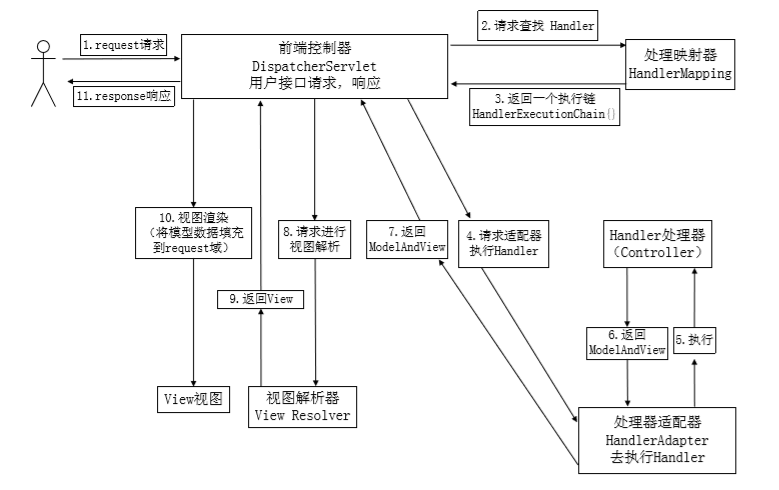 1.request请求
11.response响应
前端控制器
DispatcherServlet
用户接口请求，响应
2.请求查找 Handler
3.返回一个执行链
HandlerExecutionChain{}
处理映射器
HandlerMapping
10.视图渲染
（将模型数据填充
到request域）
8.请求进行
视图解析
9.返回View
7.返回
ModelAndView
4.请求适配器
执行Handler
Handler处理器
（Controller）
6.返回
ModelAndView
5.执行
View视图
视图解析器
View Resolver
处理器适配器
HandlerAdapter
去执行Handler